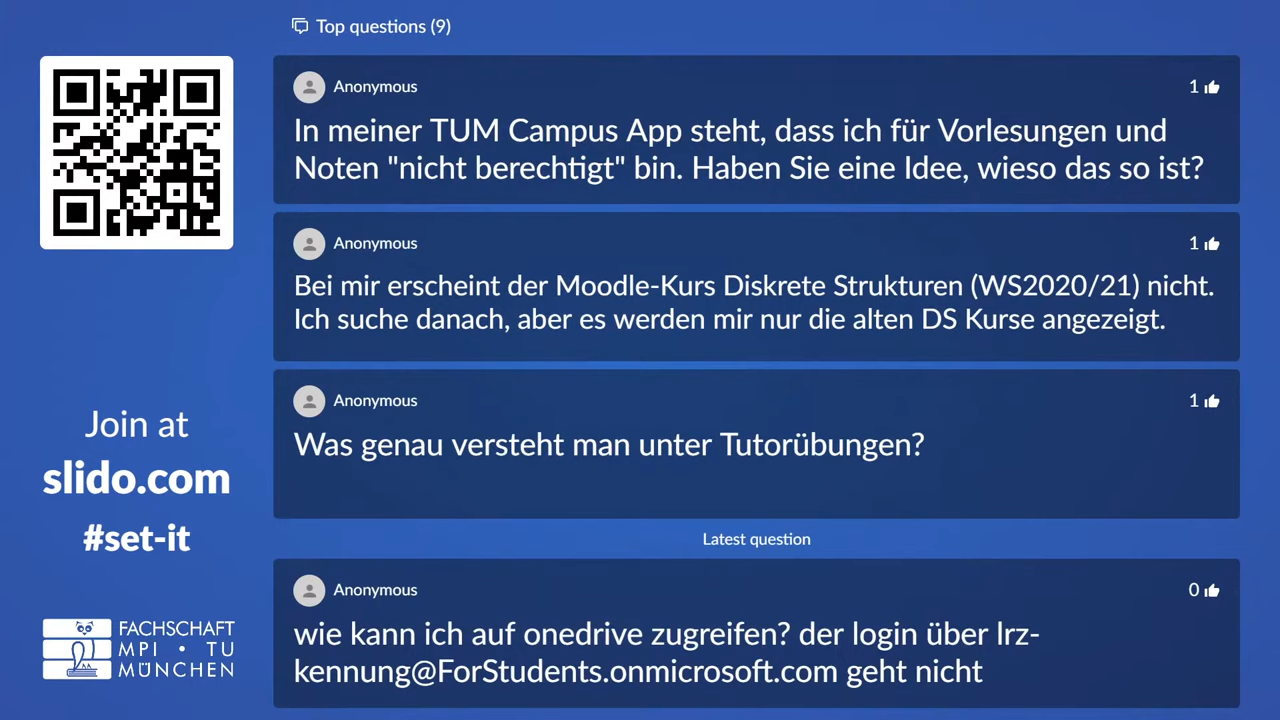 Top questions (9)
Anonymous
1
In meiner TUM Campus App steht, dass ich für Vorlesungen und
Noten "nicht berechtigt" bin. Haben Sie eine Idee, wieso das so ist?
Anonymous
1
Bei mir erscheint der Moodle-Kurs Diskrete Strukturen (WS2020/21) nicht.
Ich suche danach, aber es werden mir nur die alten DS Kurse angezeigt.
Anonymous
1
Was genau versteht man unter Tutorübungen?
Latest question
Anonymous
0
wie kann ich auf onedrive zugreifen? der login über lrz-
kennung@ForStudents.onmicrosoft.com geht nicht
Join at
slido.com
#set-it
FACHSCHAFT
MPI • TU
MÜNCHEN